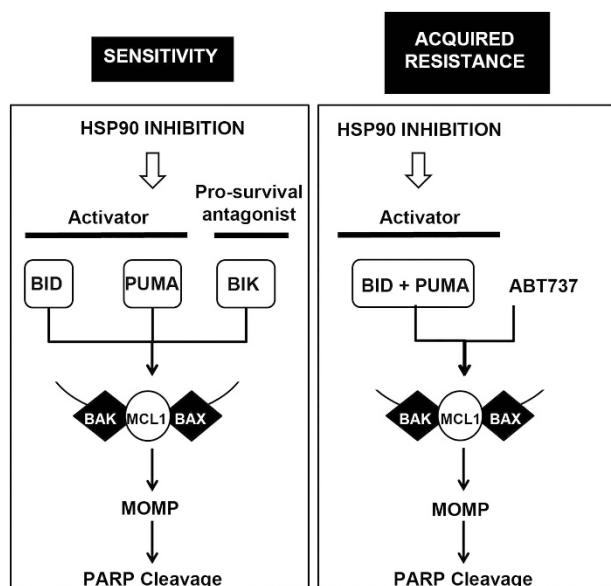 SENSITIVITY
HSP90 INHIBITION
Pro-survival
antagonist
Activator
BID
PUMA
BIK
BAK
MCL1
BAX
MOMP
PARP Cleavage
ACQUIRED
RESISTANCE
HSP90 INHIBITION
Activator
BID + PUMA
ABT737
BAK
MCL1
BAX
MOMP
PARP Cleavage